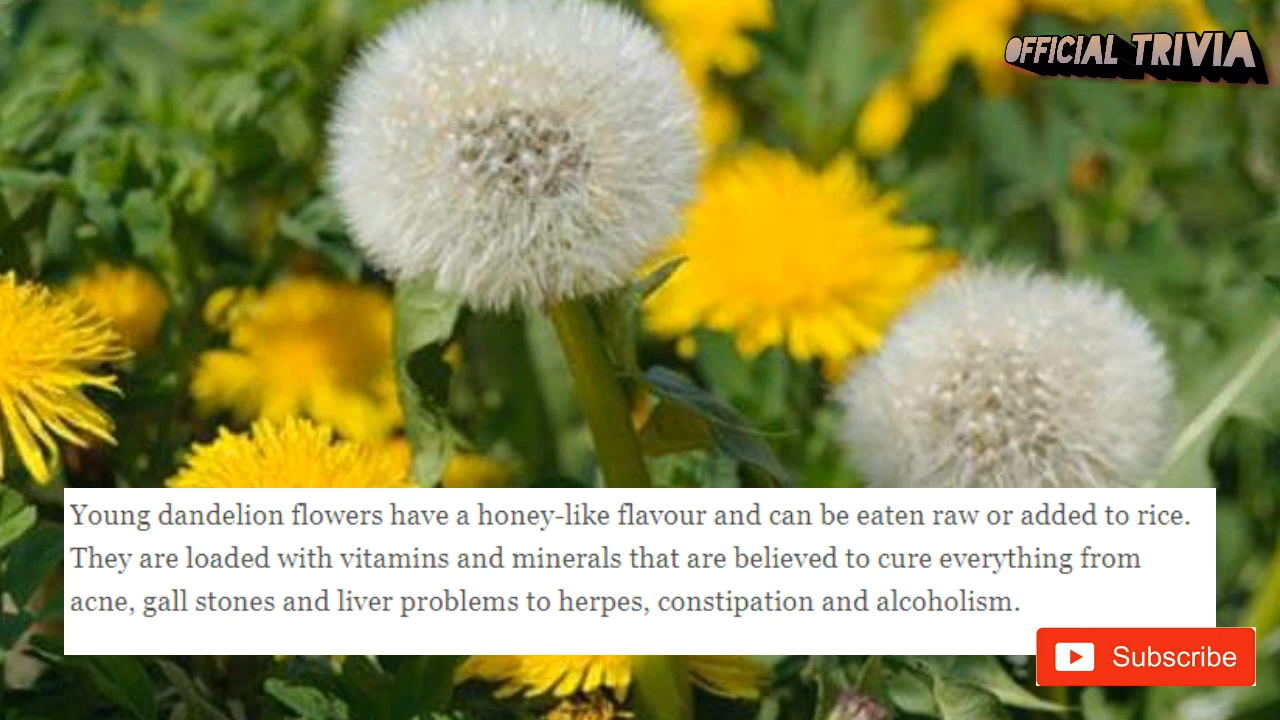 OFFICIAL TRIVIA
Young dandelion flowers have a honey-like flavour and can be eaten raw or added to rice.
They are loaded with vitamins and minerals that are believed to cure everything from
acne, gall stones and liver problems to herpes, constipation and alcoholism.
Subscribe